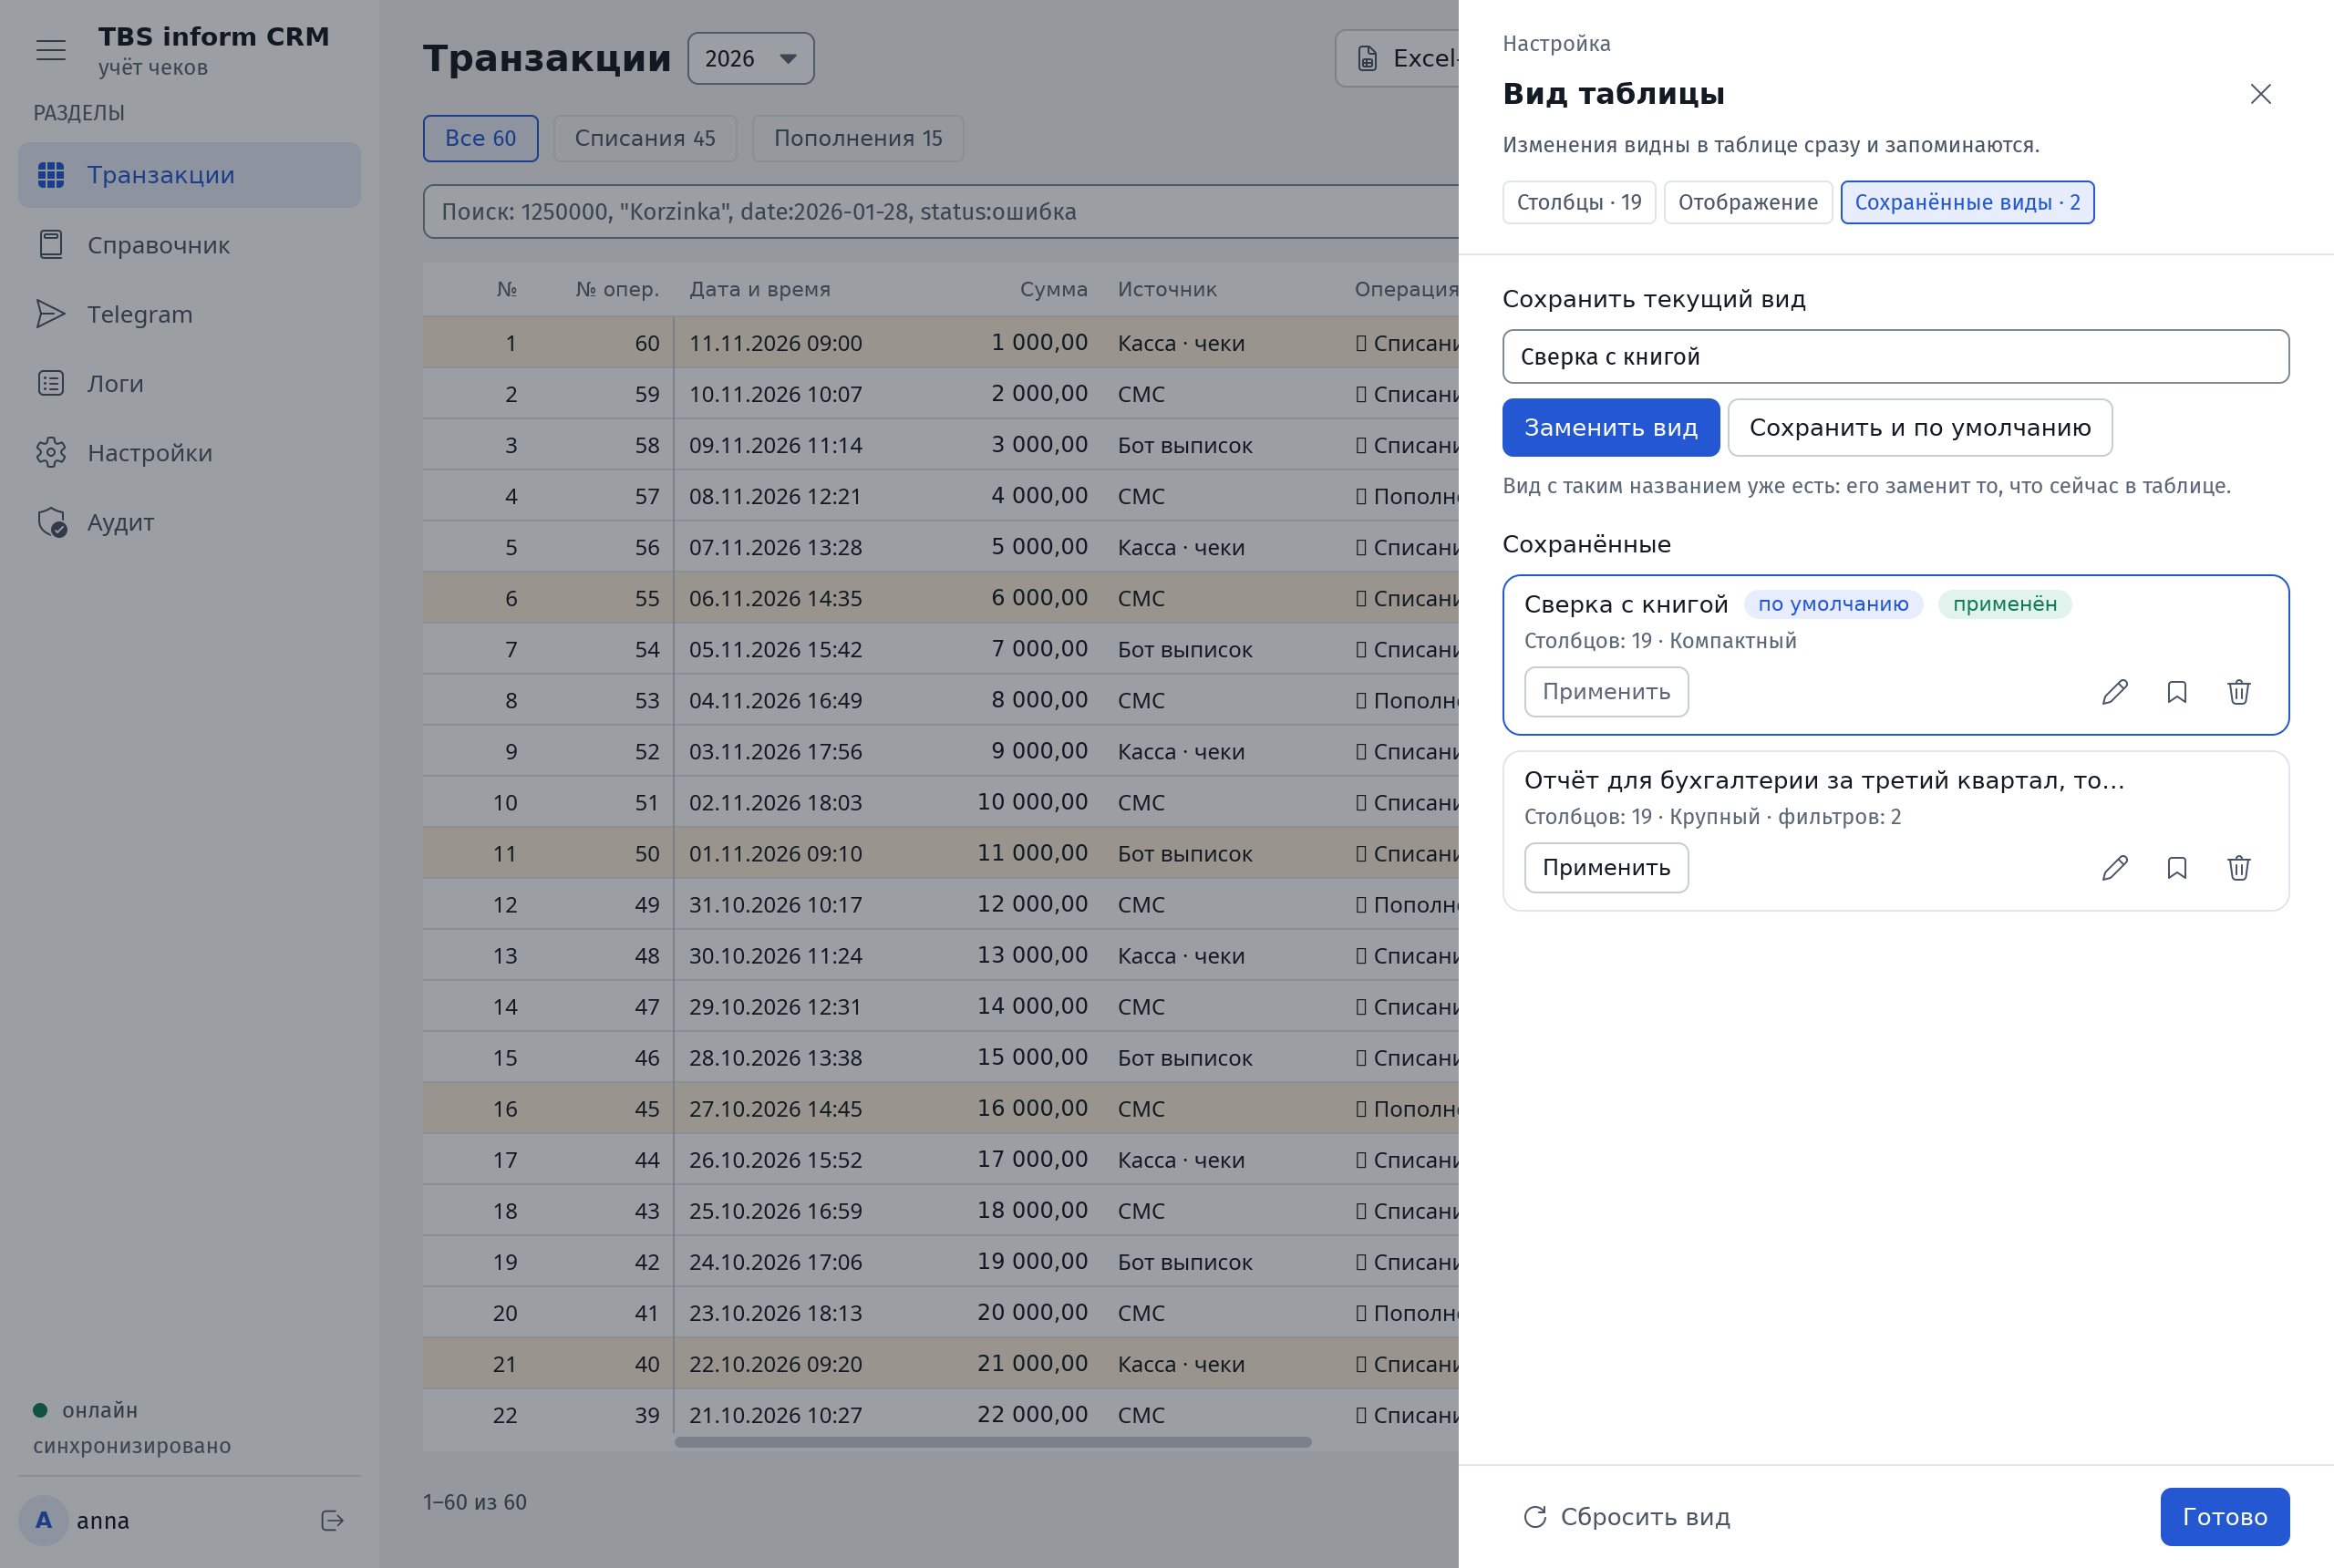 TBS inform CRM
учёт чеков
РАЗДЕЛЫ
Транзакции
Справочник
Telegram
Логи
Настройки
Аудит
онлайн
синхронизировано
A anna
Транзакции 2026 Excel-
Все 60 Списания 45 Пополнения 15
Поиск: 1250000, "Korzinka", date:2026-01-28, status:ошибка
№ № опер. Дата и время Сумма Источник Операция
1 60 11.11.2026 09:00 1 000,00 Касса · чеки Списани
2 59 10.11.2026 10:07 2 000,00 СМС Списани
3 58 09.11.2026 11:14 3 000,00 Бот выписок Списани
4 57 08.11.2026 12:21 4 000,00 СМС Пополне
5 56 07.11.2026 13:28 5 000,00 Касса · чеки Списани
6 55 06.11.2026 14:35 6 000,00 СМС Списани
7 54 05.11.2026 15:42 7 000,00 Бот выписок Списани
8 53 04.11.2026 16:49 8 000,00 СМС Пополне
9 52 03.11.2026 17:56 9 000,00 Касса · чеки Списани
10 51 02.11.2026 18:03 10 000,00 СМС Списани
11 50 01.11.2026 09:10 11 000,00 Бот выписок Списани
12 49 31.10.2026 10:17 12 000,00 СМС Пополне
13 48 30.10.2026 11:24 13 000,00 Касса · чеки Списани
14 47 29.10.2026 12:31 14 000,00 СМС Списани
15 46 28.10.2026 13:38 15 000,00 Бот выписок Списани
16 45 27.10.2026 14:45 16 000,00 СМС Пополне
17 44 26.10.2026 15:52 17 000,00 Касса · чеки Списани
18 43 25.10.2026 16:59 18 000,00 СМС Списани
19 42 24.10.2026 17:06 19 000,00 Бот выписок Списани
20 41 23.10.2026 18:13 20 000,00 СМС Пополне
21 40 22.10.2026 09:20 21 000,00 Касса · чеки Списани
22 39 21.10.2026 10:27 22 000,00 СМС Списани
1–60 из 60
Настройка
Вид таблицы
Изменения видны в таблице сразу и запоминаются.
Столбцы · 19 Отображение Сохранённые виды · 2
Сохранить текущий вид
Сверка с книгой
Заменить вид Сохранить и по умолчанию
Вид с таким названием уже есть: его заменит то, что сейчас в таблице.
Сохранённые
Сверка с книгой по умолчанию применён
Столбцов: 19 · Компактный
Применить
Отчёт для бухгалтерии за третий квартал, то…
Столбцов: 19 · Крупный · фильтров: 2
Применить
Сбросить вид Готово